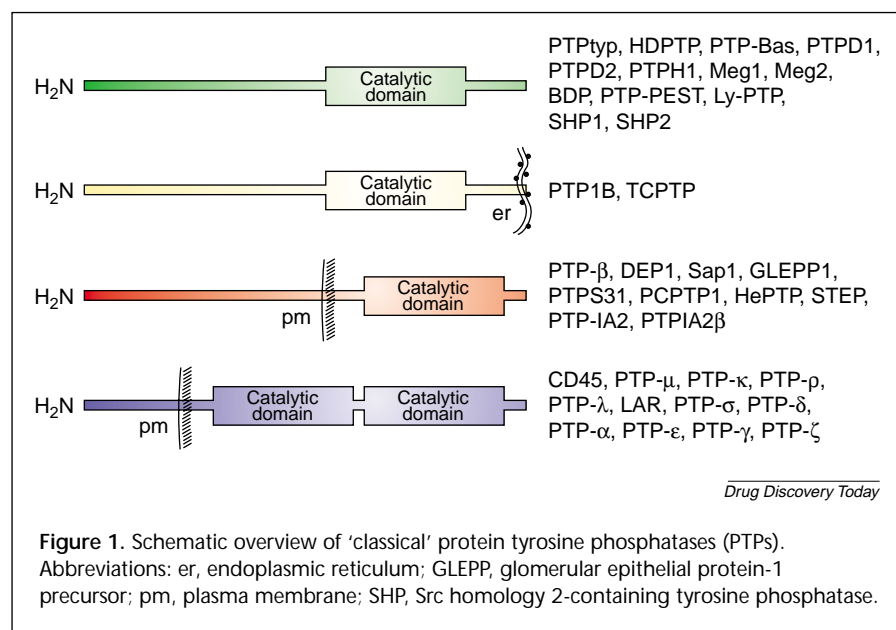 H2N
Catalytic
domain
PTPtyp, HDPTP, PTP-Bas, PTPD1,
PTPD2, PTPH1, Meg1, Meg2,
BDP, PTP-PEST, Ly-PTP,
SHP1, SHP2
H2N
Catalytic
domain
er
PTP1B, TCPTP
H2N
pm
Catalytic
domain
PTP-β, DEP1, Sap1, GLEPP1,
PTPS31, PCPTP1, HePTP, STEP,
PTP-IA2, PTPIA2β
H2N
pm
Catalytic
domain
Catalytic
domain
CD45, PTP-μ, PTP-κ, PTP-ρ,
PTP-λ, LAR, PTP-σ, PTP-δ,
PTP-α, PTP-ε, PTP-γ, PTP-ζ
Drug Discovery Today
Figure 1. Schematic overview of ‘classical’ protein tyrosine phosphatases (PTPs).
Abbreviations: er, endoplasmic reticulum; GLEPP, glomerular epithelial protein-1
precursor; pm, plasma membrane; SHP, Src homology 2-containing tyrosine phosphatase.